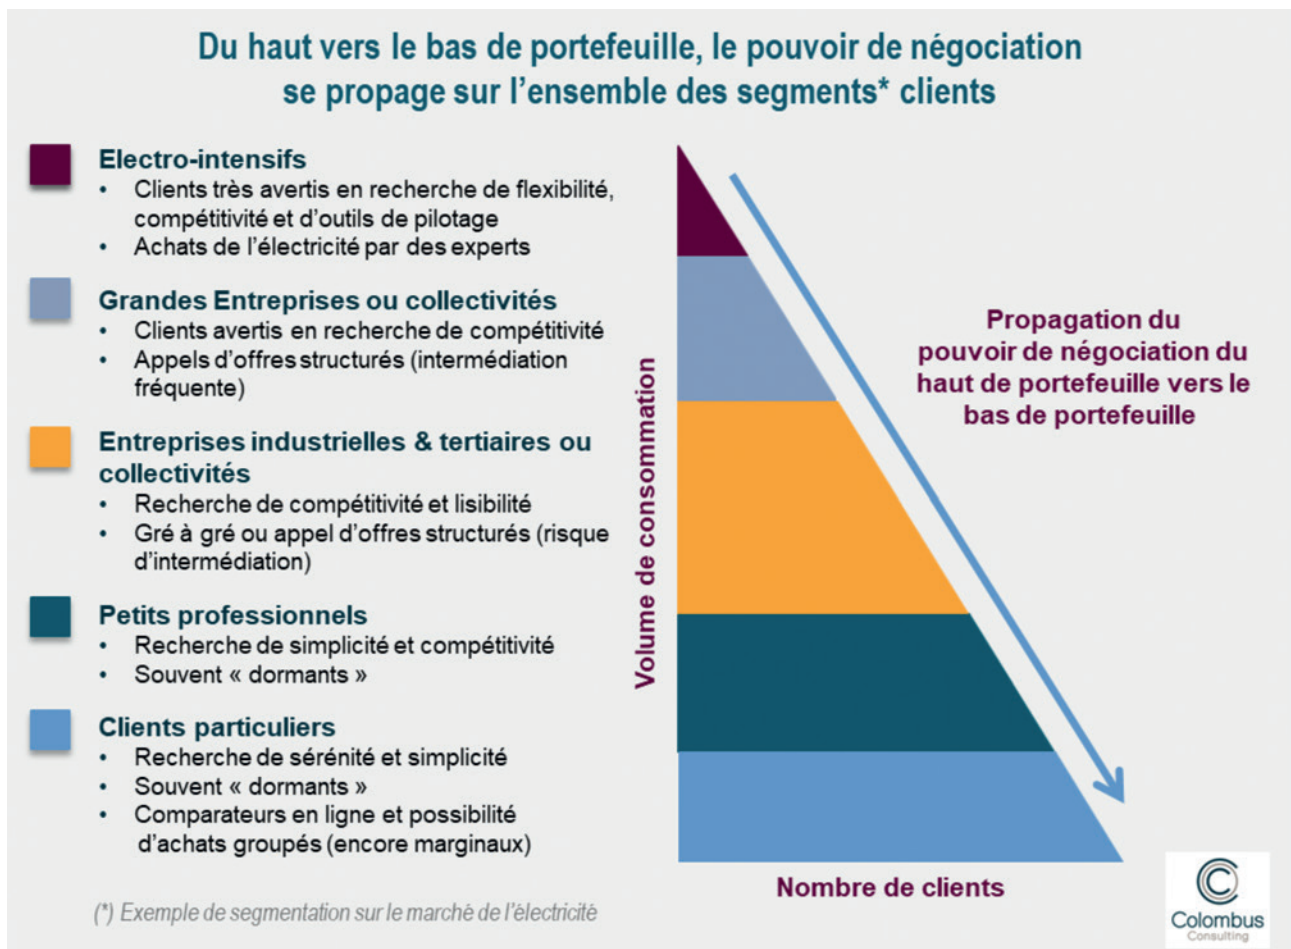 Du haut vers le bas de portefeuille, le pouvoir de négociation
se propage sur l'ensemble des segments* clients
Electro-intensifs
• Clients très avertis en recherche de flexibilité,
compétitivité et d'outils de pilotage
• Achats de l'électricité par des experts
Grandes Entreprises ou collectivités
• Clients avertis en recherche de compétitivité
• Appels d'offres structurés (intermédiation
fréquente)
Entreprises industrielles & tertiaires ou
collectivités
• Recherche de compétitivité et lisibilité
• Gré à gré ou appel d'offres structurés (risque
d'intermédiation)
Petits professionnels
• Recherche de simplicité et compétitivité
• Souvent « dormants »
Clients particuliers
• Recherche de sérénité et simplicité
• Souvent « dormants »
• Comparateurs en ligne et possibilité
d'achats groupés (encore marginaux)
(*) Exemple de segmentation sur le marché de l'électricité
Volume de consommation
Nombre de clients
Propagation du
pouvoir de négociation du
haut de portefeuille vers le
bas de portefeuille
Colombus
Consulting